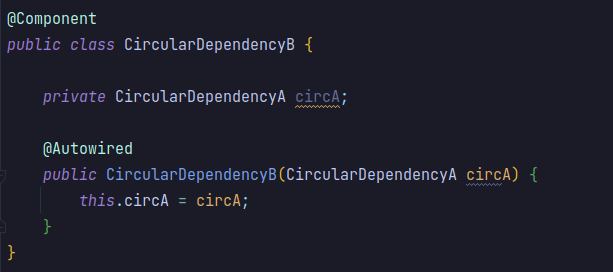 @Component
public class CircularDependencyB {
private CircularDependencyA circA;
@Autowired
public CircularDependencyB(CircularDependencyA circA) {
this.circA = circA;
}
}